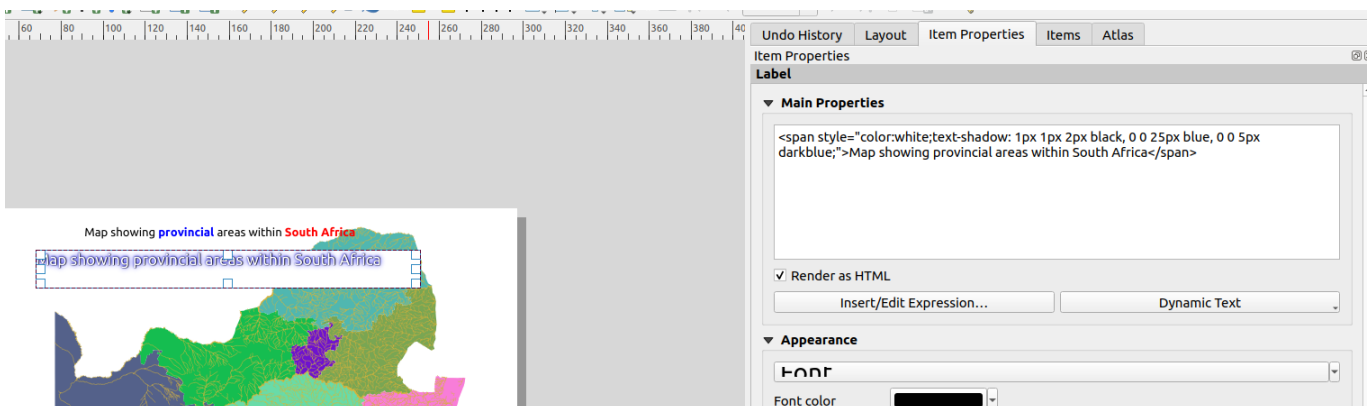 60 80 100 120 140 160 180 200 220 240 260 280 300 320 340 360 380 40
Undo History Layout Item Properties Items Atlas
Item Properties
Label
Main Properties
<span style="color:white;text-shadow: 1px 1px 2px black, 0 0 25px blue, 0 0 5px
darkblue;">Map showing provincial areas within South Africa</span>
Render as HTML
Insert/Edit Expression… Dynamic Text
Appearance
Font
Font color
Map showing provincial areas within South Africa
Map showing provincial areas within South Africa